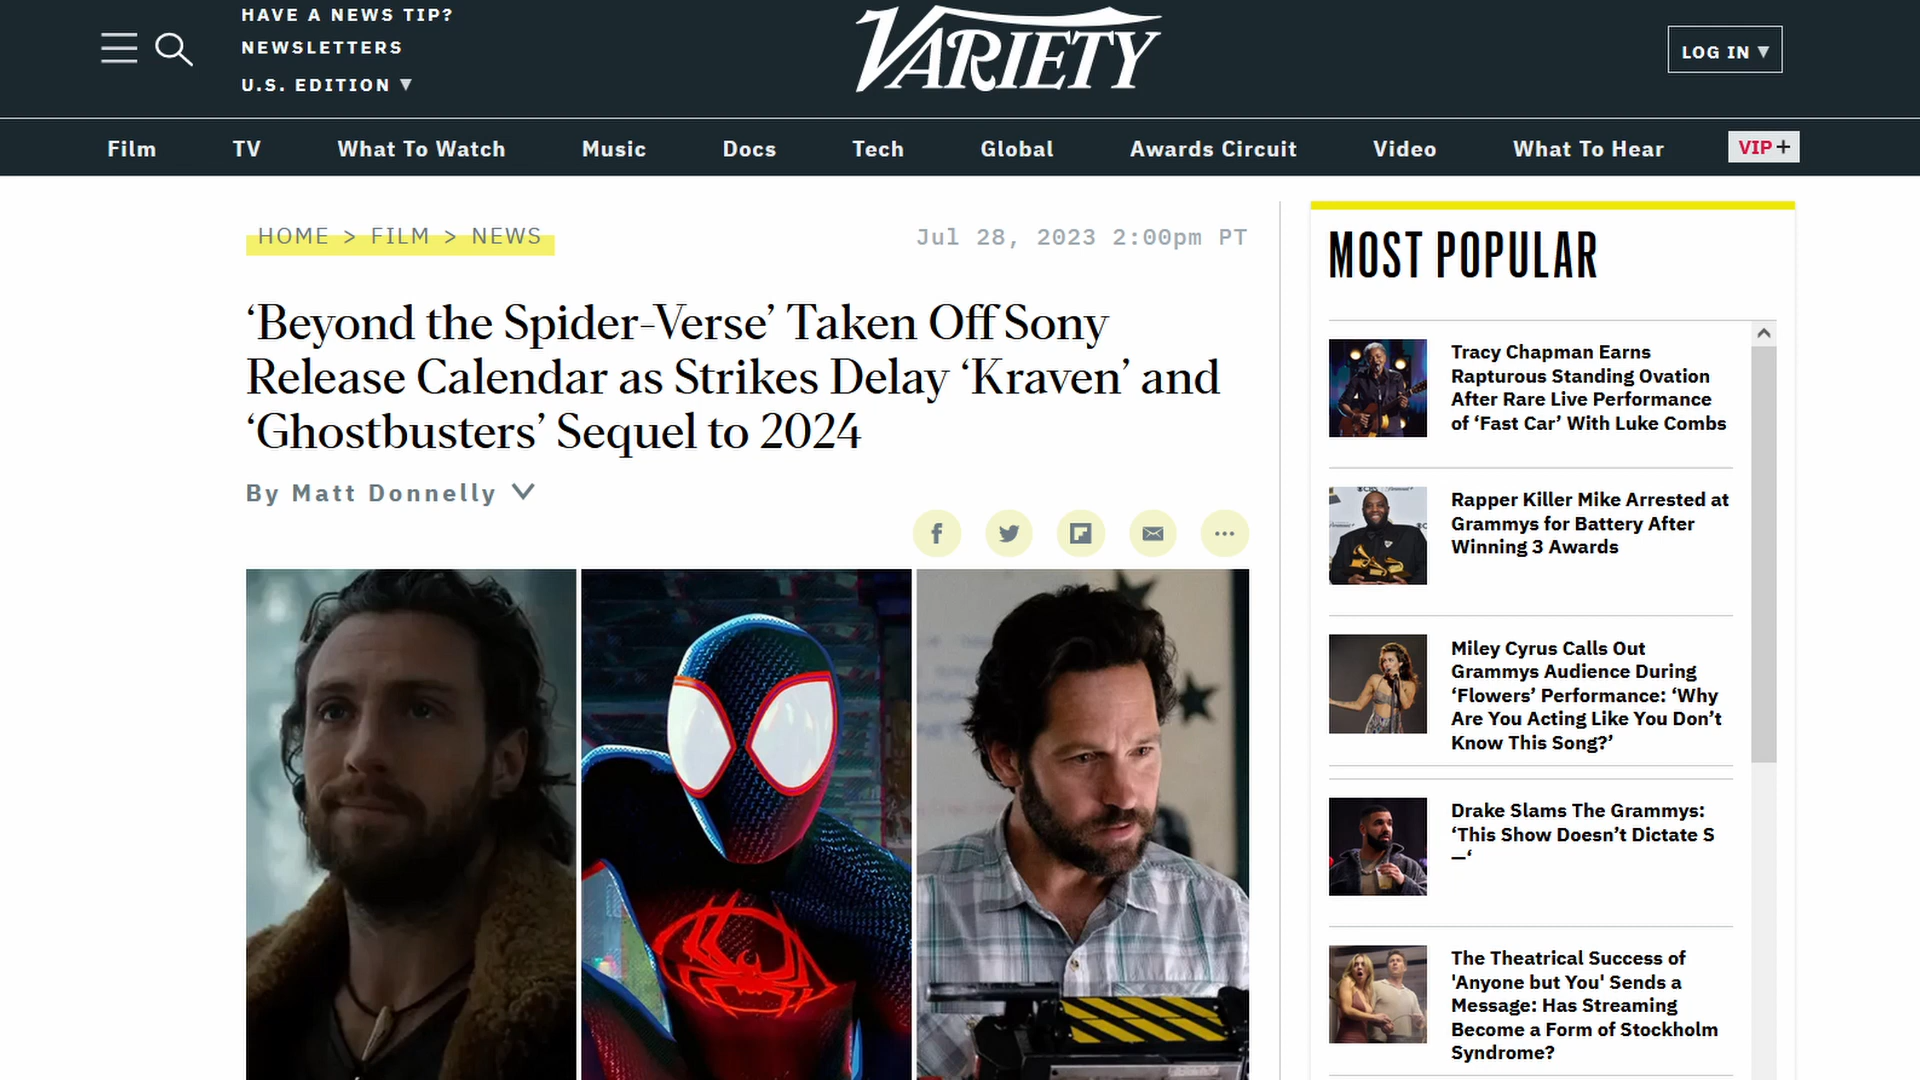 HAVE A NEWS TIP?
NEWSLETTERS
U.S. EDITION ▼
VARIETY
LOG IN ▼
Film TV What To Watch Music Docs Tech Global Awards Circuit Video What To Hear VIP+
HOME > FILM > NEWS
Jul 28, 2023 2:00pm PT
‘Beyond the Spider-Verse’ Taken Off Sony
Release Calendar as Strikes Delay ‘Kraven’ and
‘Ghostbusters’ Sequel to 2024
By Matt Donnelly
MOST POPULAR
Tracy Chapman Earns
Rapturous Standing Ovation
After Rare Live Performance
of ‘Fast Car’ With Luke Combs
Rapper Killer Mike Arrested at
Grammys for Battery After
Winning 3 Awards
Miley Cyrus Calls Out
Grammys Audience During
‘Flowers’ Performance: ‘Why
Are You Acting Like You Don’t
Know This Song?’
Drake Slams The Grammys:
‘This Show Doesn’t Dictate S
—‘
The Theatrical Success of
'Anyone but You' Sends a
Message: Has Streaming
Become a Form of Stockholm
Syndrome?